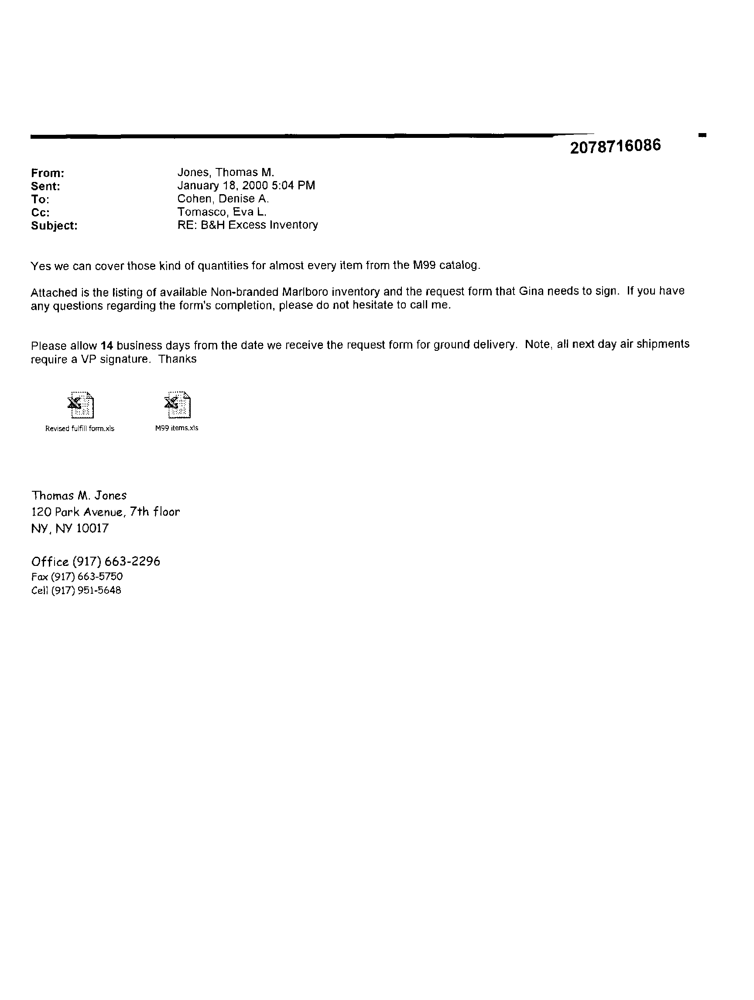 2078716086
From: Jones, Thomas M.
Sent: January 18, 2000 5:04 PM
To: Cohen, Denise A.
Cc: Tomasco, Eva L.
Subject: RE: B&H Excess Inventory
Yes we can cover those kind of quantities for almost every item from the M99 catalog.
Attached is the listing of available Non-branded Marlboro inventory and the request form that Gina needs to sign. If you have
any questions regarding the form's completion, please do not hesitate to call me.
Please allow 14 business days from the date we receive the request form for ground delivery. Note, all next day air shipments
require a VP signature. Thanks
Revised fulfill form.xls M99 items.xls
Thomas M. Jones
120 Park Avenue, 7th floor
NY, NY 10017
Office (917) 663-2296
Fax (917) 663-5750
Cell (917) 951-5648